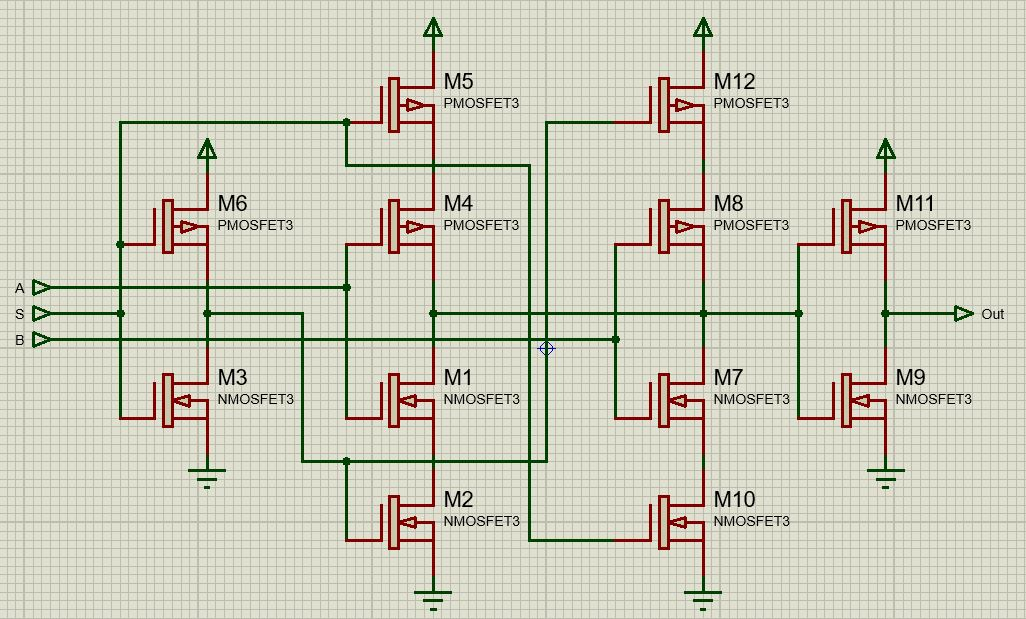 M5
PMOSFET3
M12
PMOSFET3
M6
PMOSFET3
M4
PMOSFET3
M8
PMOSFET3
M11
PMOSFET3
A
S
B
Out
M3
NMOSFET3
M1
NMOSFET3
M7
NMOSFET3
M9
NMOSFET3
M2
NMOSFET3
M10
NMOSFET3